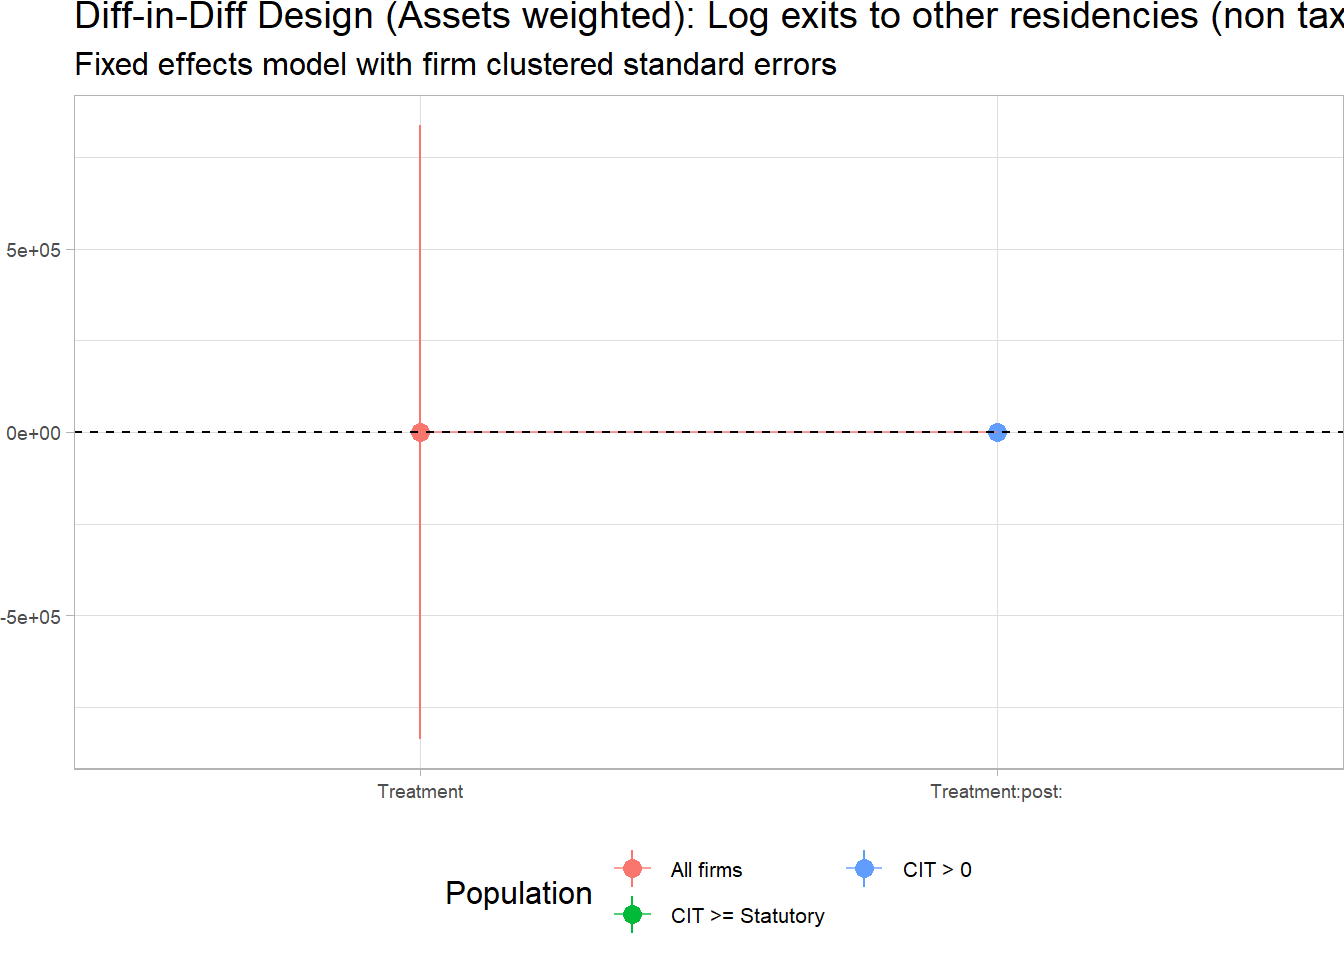 Diff-in-Diff Design (Assets weighted): Log exits to other residencies (non tax
Fixed effects model with firm clustered standard errors
5e+05
0e+00
-5e+05
Treatment
Treatment:post:
Population
All firms
CIT > 0
CIT >= Statutory